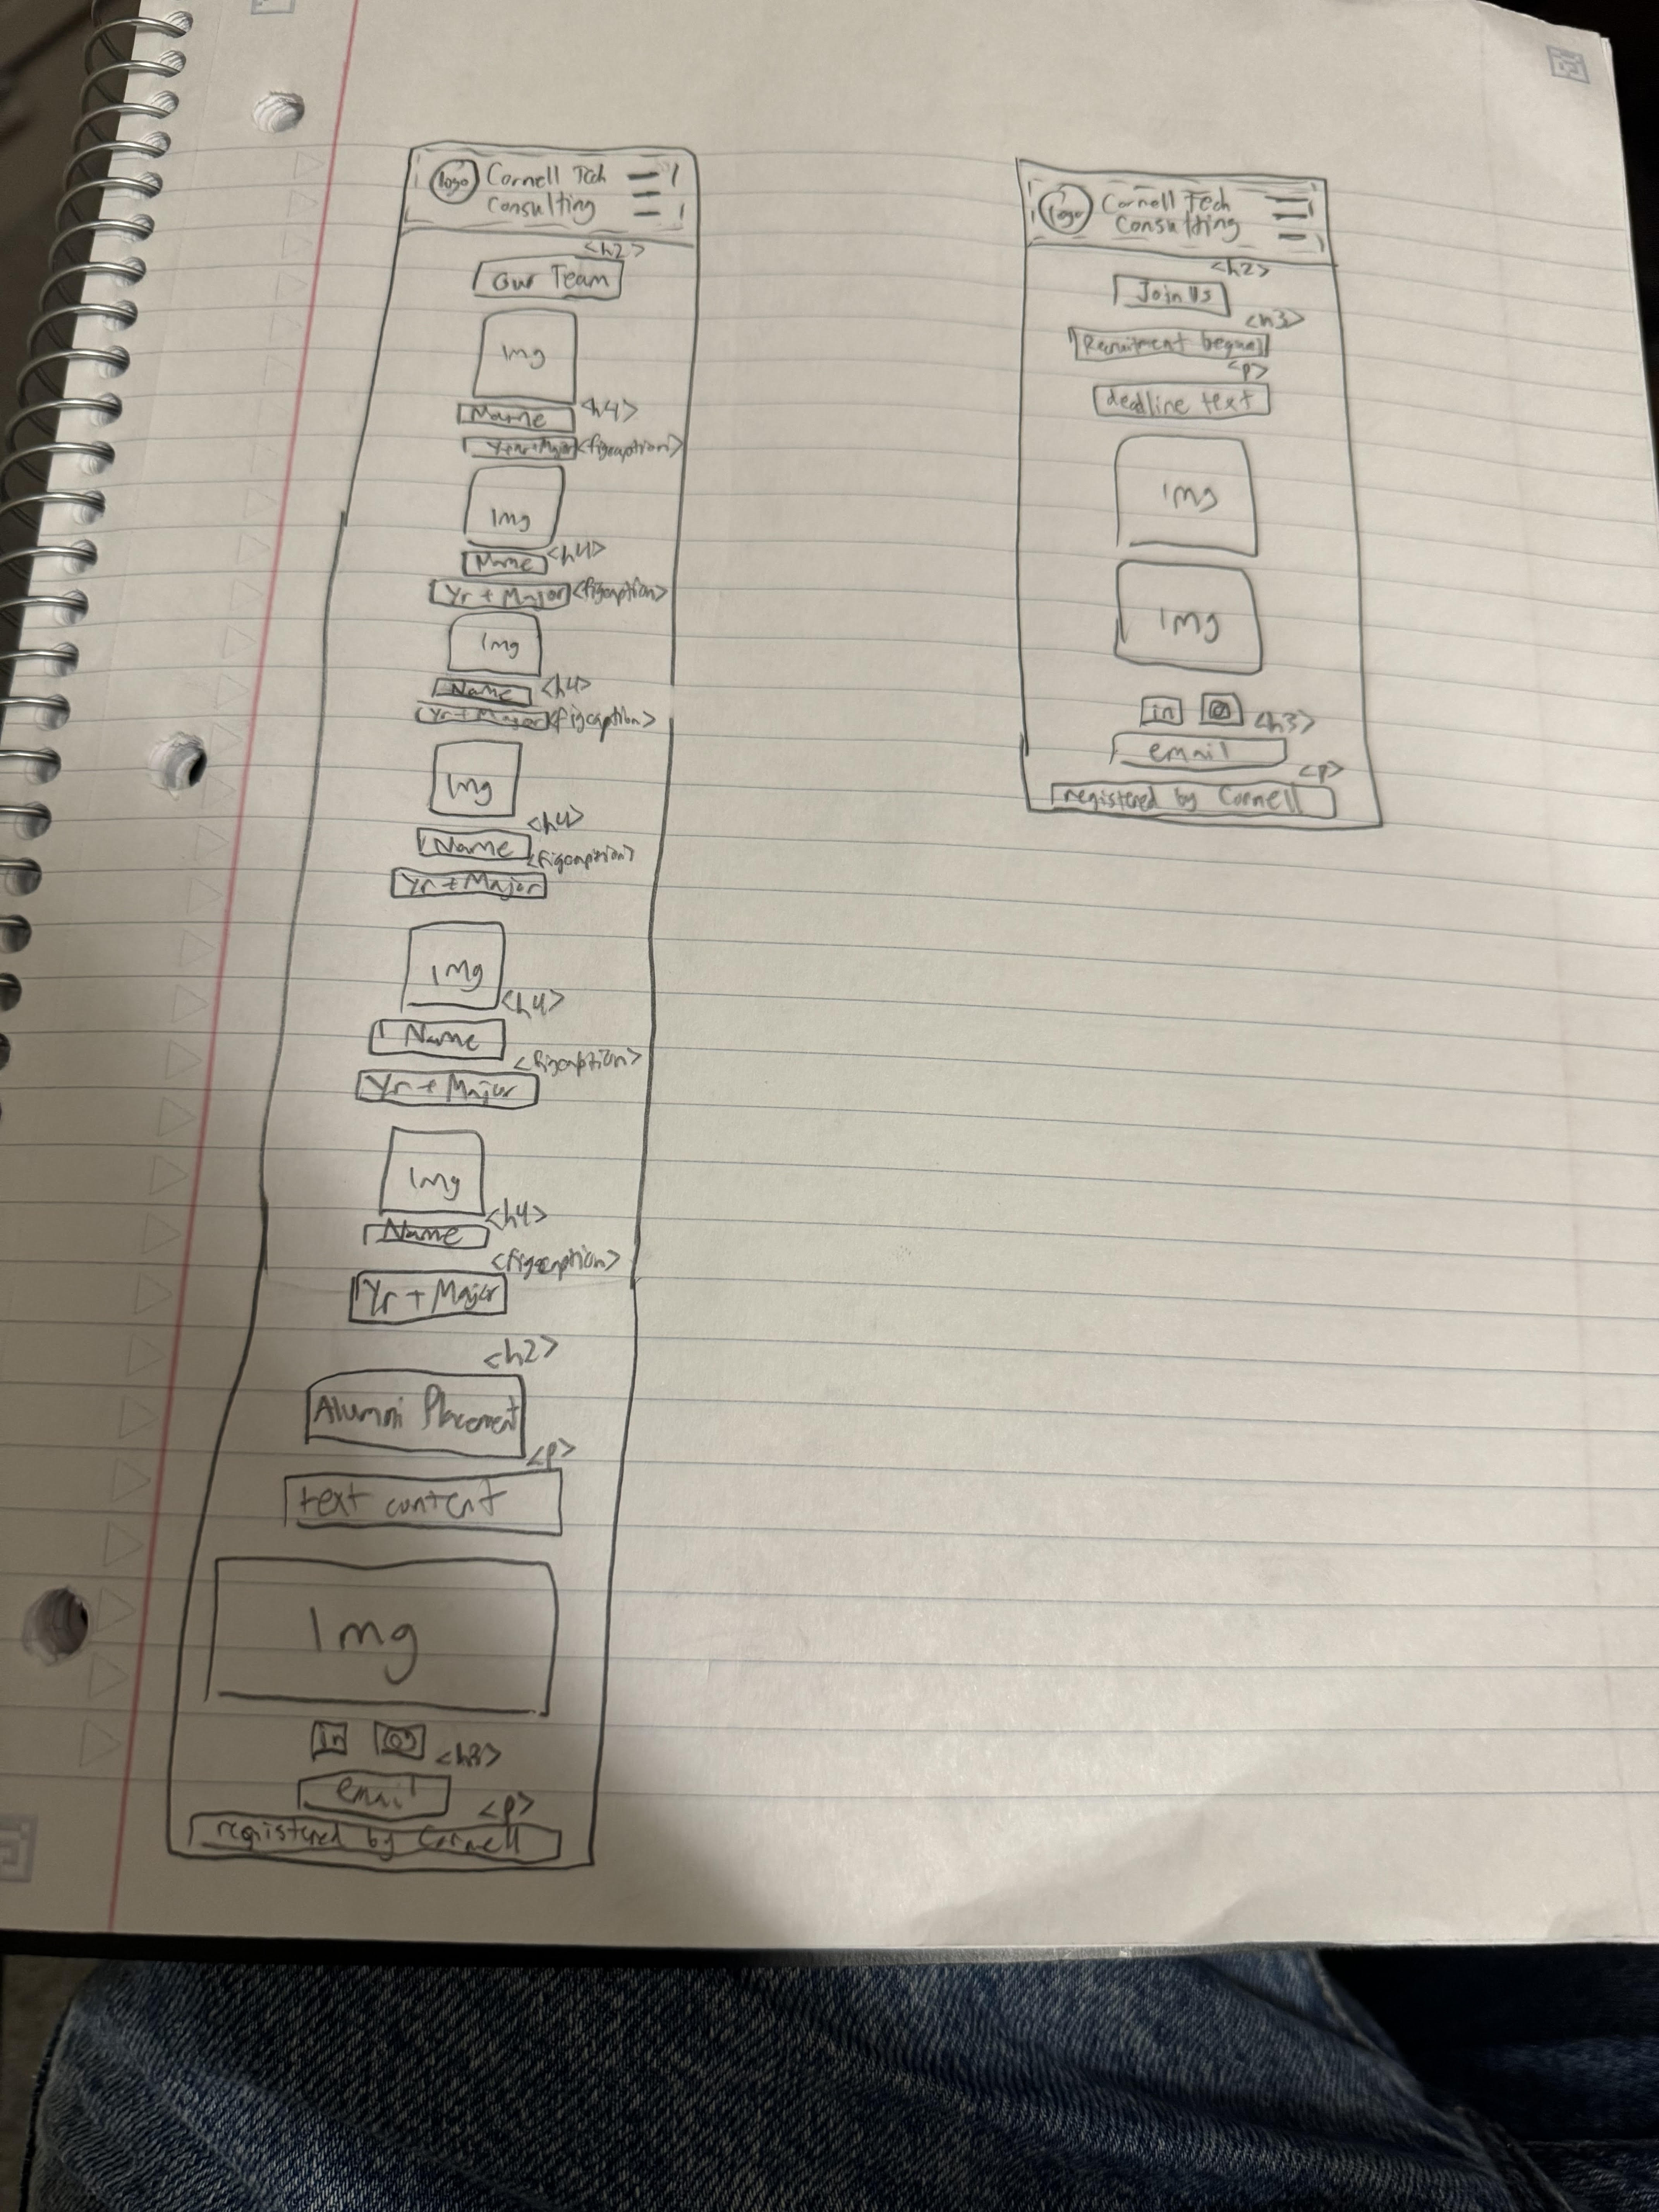 logo
Cornell Tech
Consulting
<h2>
Our Team
Img
Name <h4>
<figcaption>
Img
Name <h4>
Yr + Major <figcaption>
Img
Name <h4>
Yr + Major <figcaption>
Img
<h4>
Name
<figcaption>
Yr + Major
Img
<h4>
Name
<figcaption>
Yr + Major
Img
<h4>
Name
<figcaption>
Yr + Major
<h2>
Alumni Placement
<p>
text content
Img
in
<h3>
email
<p>
registered by Cornell
logo
Cornell Tech
Consulting
<h2>
Join Us
<h3>
Recruitment
<p>
deadline text
Img
Img
in
<h3>
email
<p>
registered by Cornell